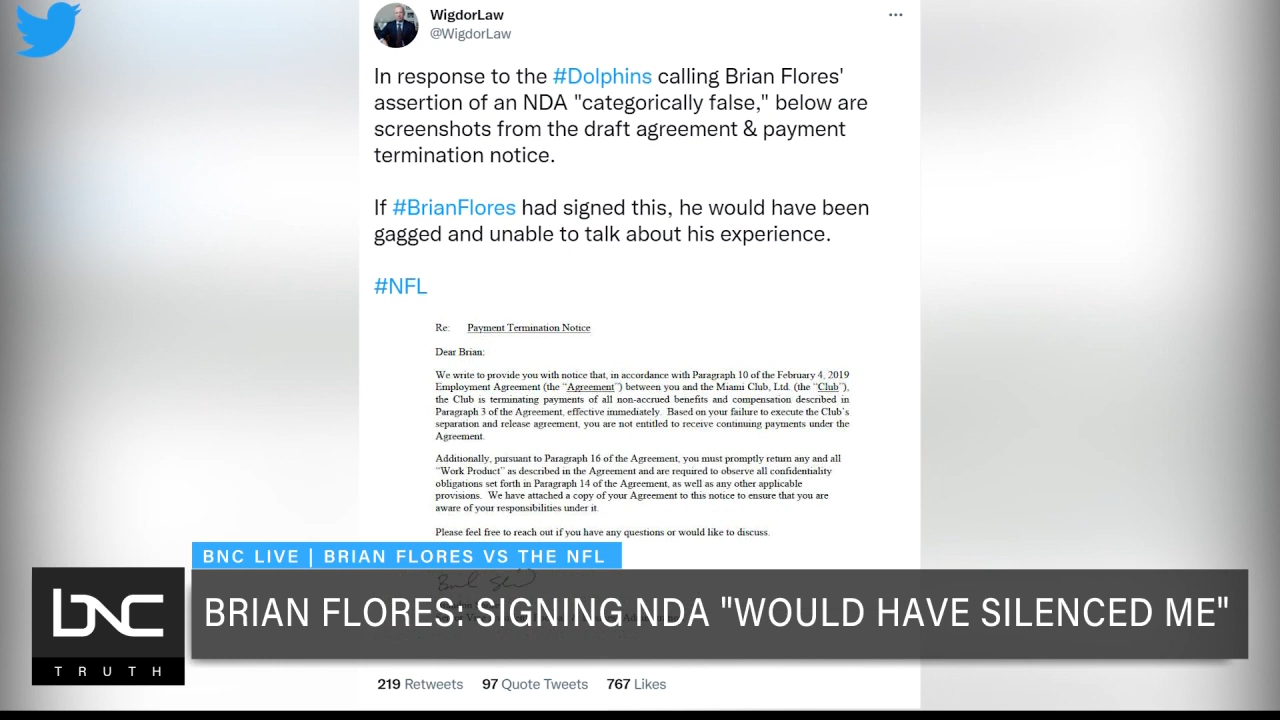 WigdorLaw
@WigdorLaw
In response to the #Dolphins calling Brian Flores'
assertion of an NDA "categorically false," below are
screenshots from the draft agreement & payment
termination notice.
If #BrianFlores had signed this, he would have been
gagged and unable to talk about his experience.
#NFL
Re: Payment Termination Notice
Dear Brian:
We write to provide you with notice that, in accordance with Paragraph 10 of the February 4, 2019
Employment Agreement (the “Agreement”) between you and the Miami Club, Ltd. (the “Club”),
the Club is terminating payments of all non-accrued benefits and compensation described in
Paragraph 3 of the Agreement, effective immediately. Based on your failure to execute the Club’s
separation and release agreement, you are not entitled to receive continuing payments under the
Agreement.
Additionally, pursuant to Paragraph 16 of the Agreement, you must promptly return any and all
“Work Product” as described in the Agreement and are required to observe all confidentiality
obligations set forth in Paragraph 14 of the Agreement, as well as any other applicable
provisions. We have attached a copy of your Agreement to this notice to ensure that you are
aware of your responsibilities under it.
Please feel free to reach out if you have any questions or would like to discuss.
BNC LIVE | BRIAN FLORES VS THE NFL
BNC
TRUTH
BRIAN FLORES: SIGNING NDA "WOULD HAVE SILENCED ME"
219 Retweets 97 Quote Tweets 767 Likes